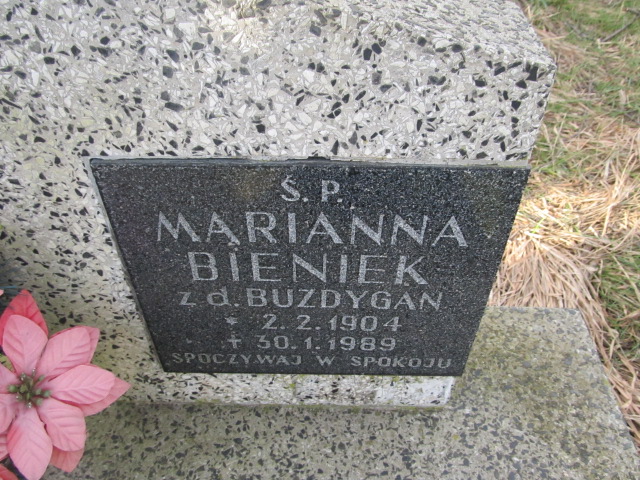 Ś.P.
MARIANNA
BIENIEK
z d. BUZDYGAN
* 2.2.1904
+ 30.1.1989
SPOCZYWAJ W SPOKOJU